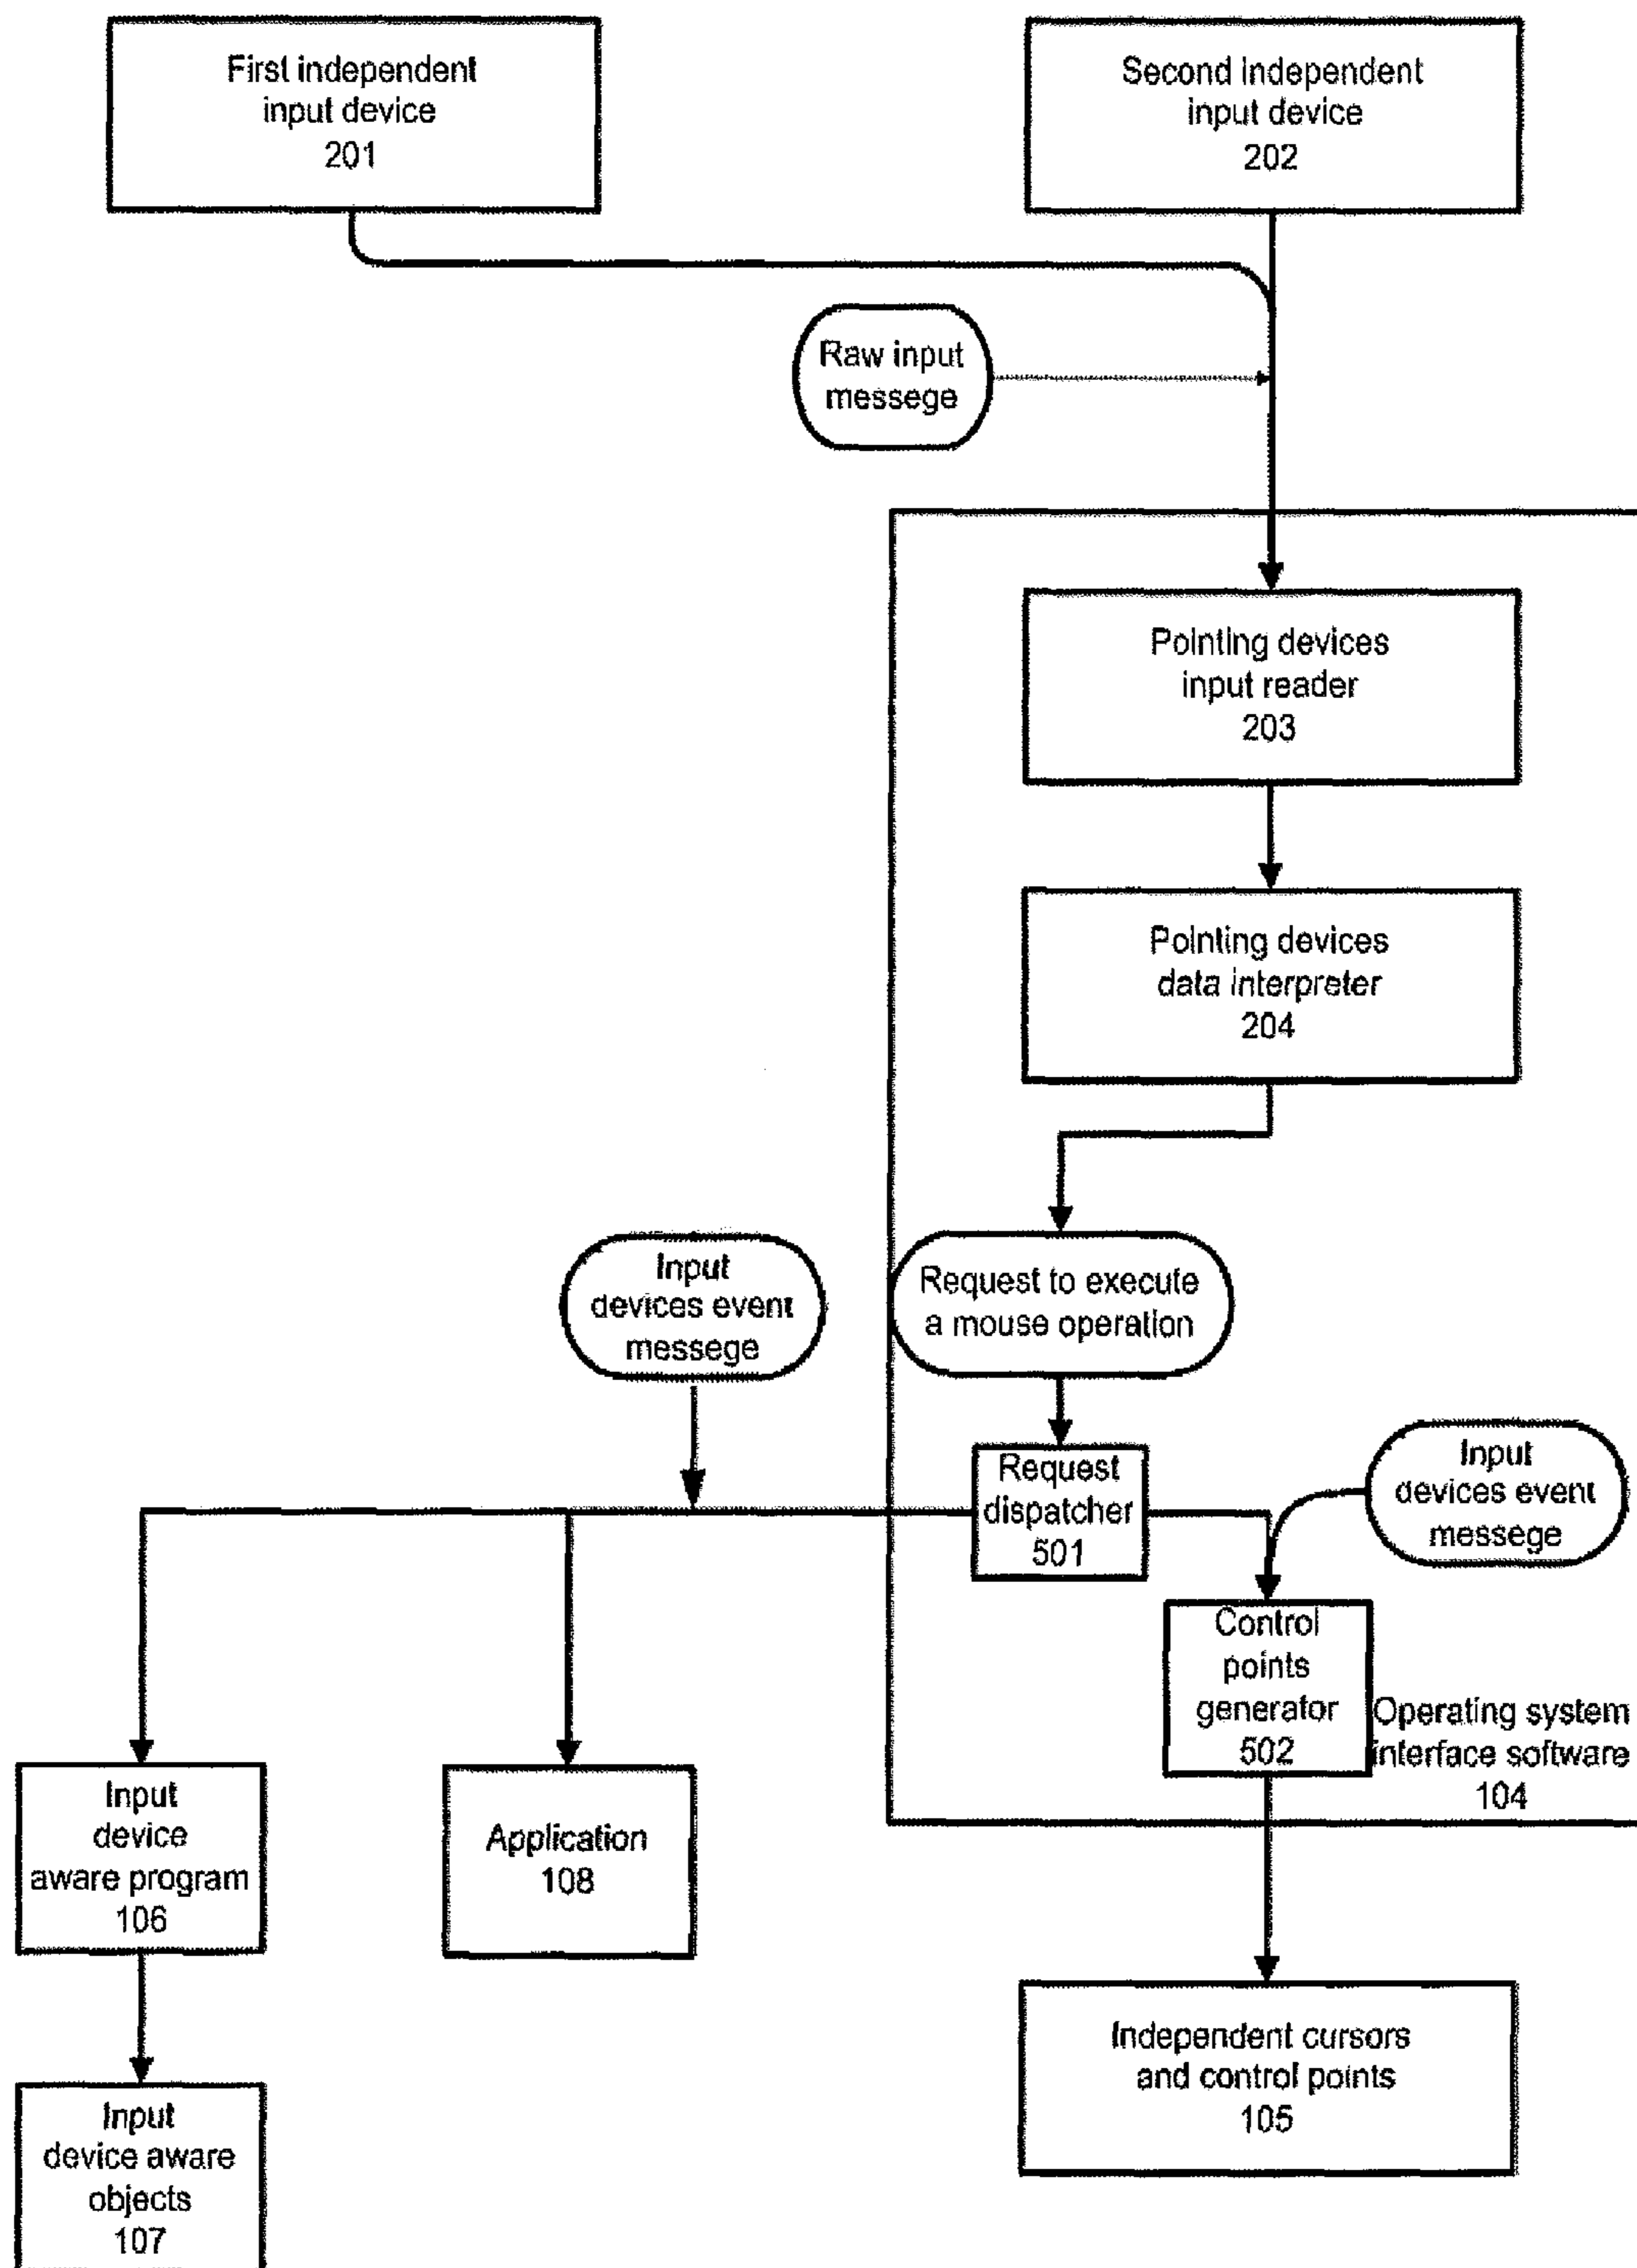 First independent
input device
201
Second independent
input device
202
Raw input
messege
Pointing devices
input reader
203
Pointing devices
data interpreter
204
Request to execute
a mouse operation
Input
devices event
messege
Request
dispatcher
501
Input
devices event
messege
Control
points
generator
502
Operating system
interface software
104
Input
device
aware program
106
Application
108
Independent cursors
and control points
105
Input
device aware
objects
107